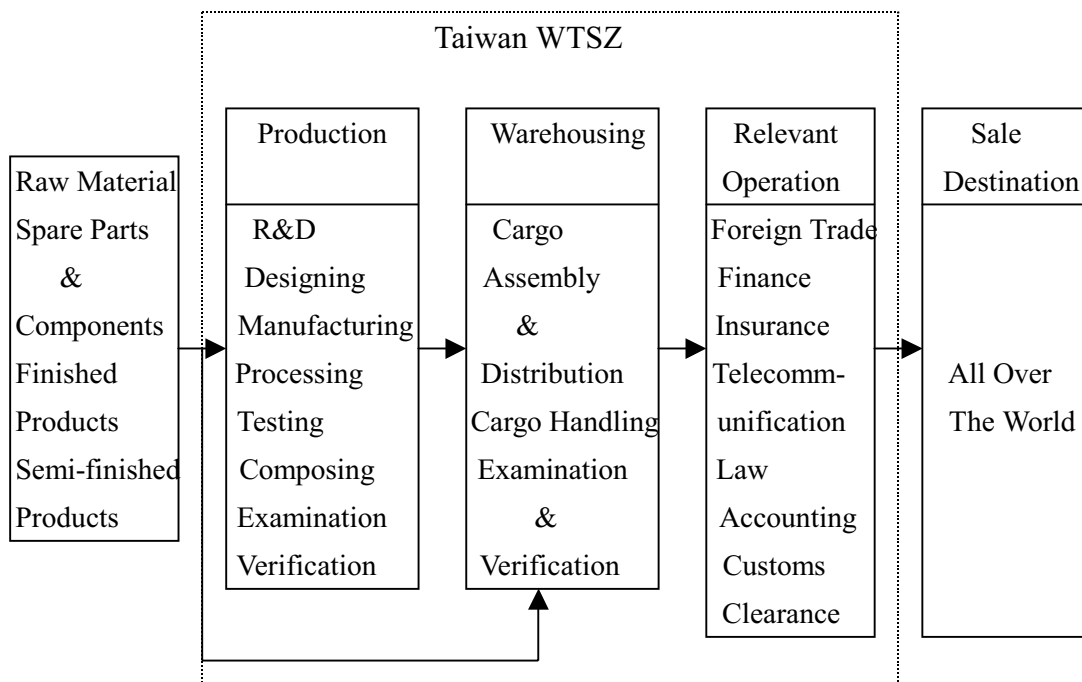 Taiwan WTSZ
Raw Material
Spare Parts
&
Components
Finished
Products
Semi-finished
Products
Production
R&D
Designing
Manufacturing
Processing
Testing
Composing
Examination
Verification
Warehousing
Cargo
Assembly
&
Distribution
Cargo Handling
Examination
&
Verification
Relevant
Operation
Foreign Trade
Finance
Insurance
Telecomm-
unification
Law
Accounting
Customs
Clearance
Sale
Destination
All Over
The World